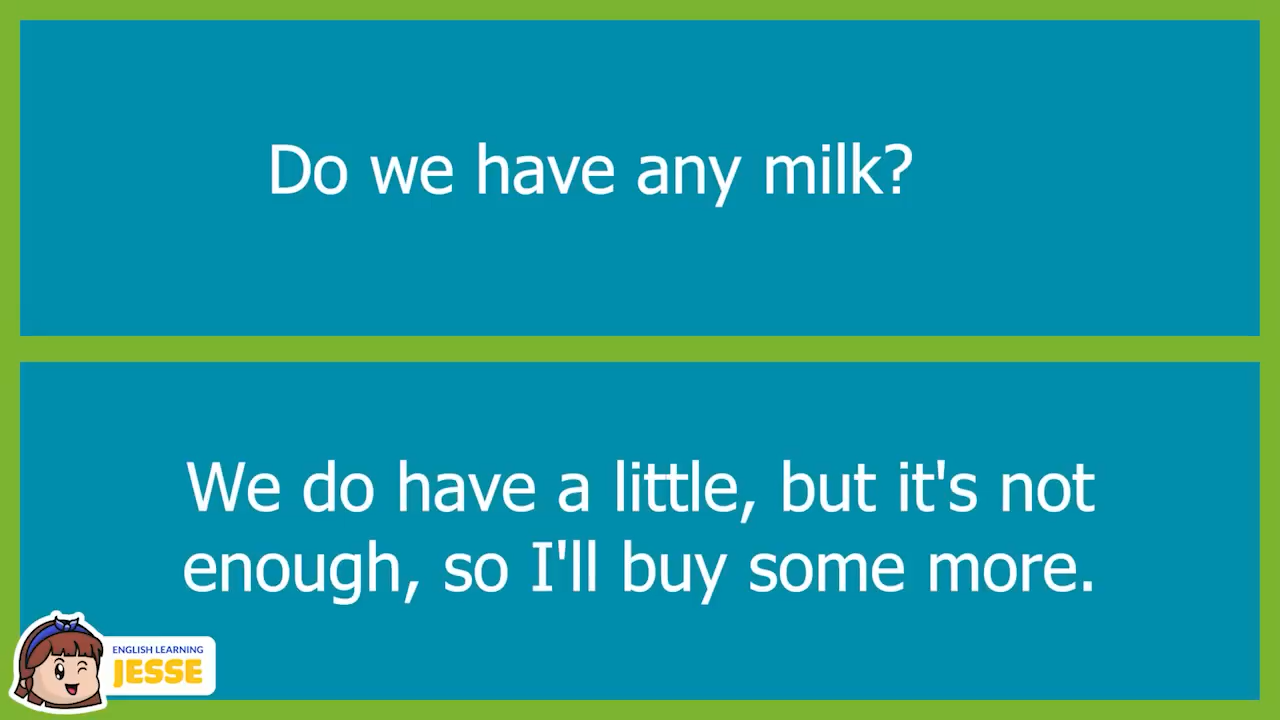 Do we have any milk?
We do have a little, but it's not
enough, so I'll buy some more.
ENGLISH LEARNING
JESSE